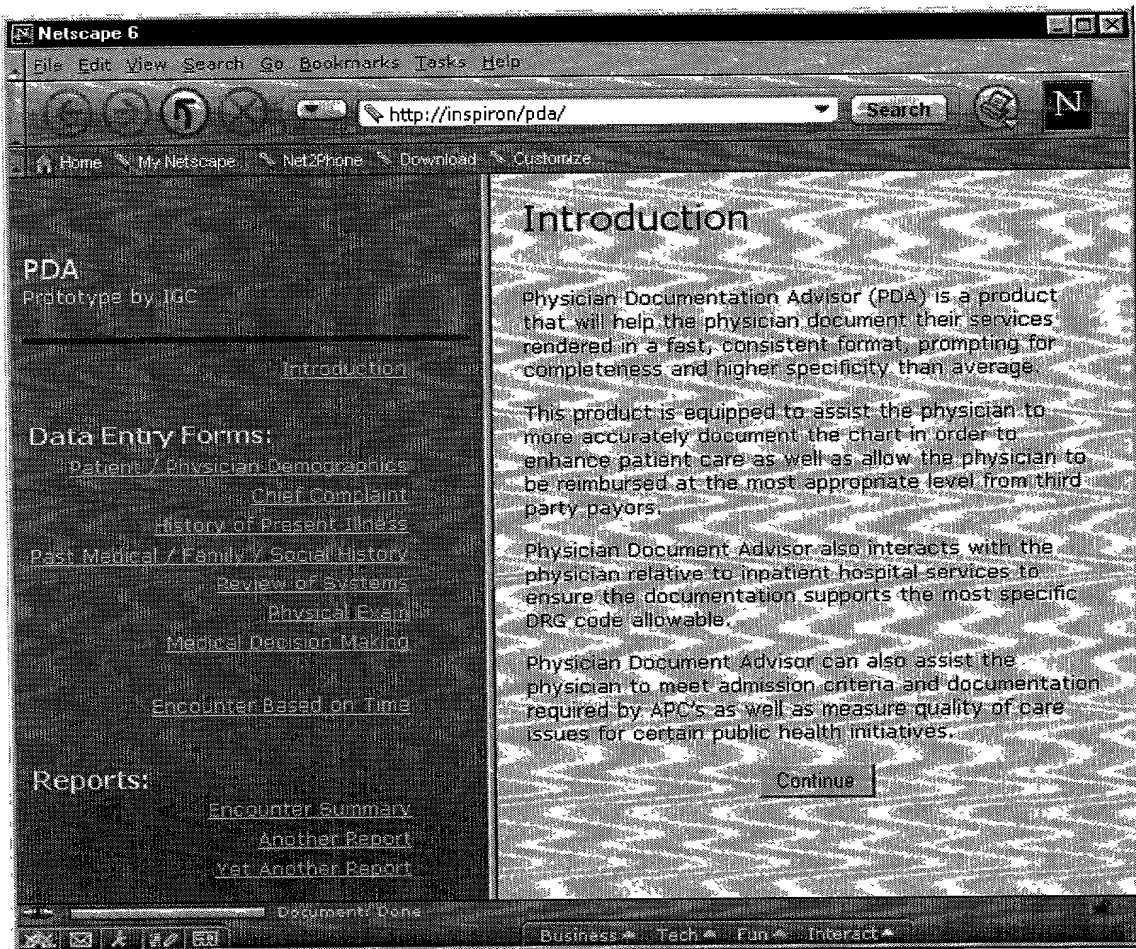 Netscape 6
File Edit View Search Go Bookmarks Tasks Help
http://inspiron/pda/
Search
N
Home My Netscape Net2Phone Download Customize
PDA
Prototype by IGC
Introduction
Data Entry Forms:
Patient / Physician Demographics
Chief Complaint
History of Present Illness
Past Medical / Family / Social History
Review of Systems
Physical Exam
Medical Decision Making
Encounter Based on Time
Reports:
Encounter Summary
Another Report
Yet Another Report
Introduction
Physician Documentation Advisor (PDA) is a product
that will help the physician document their services
rendered in a fast, consistent format, prompting for
completeness and higher specificity than average.
This product is equipped to assist the physician to
more accurately document the chart in order to
enhance patient care as well as allow the physician to
be reimbursed at the most appropriate level from third
party payors.
Physician Document Advisor also interacts with the
physician relative to inpatient hospital services to
ensure the documentation supports the most specific
DRG code allowable.
Physician Document Advisor can also assist the
physician to meet admission criteria and documentation
required by APC's as well as measure quality of care
issues for certain public health initiatives.
Continue
Document: Done
Business Tech Fun Interact